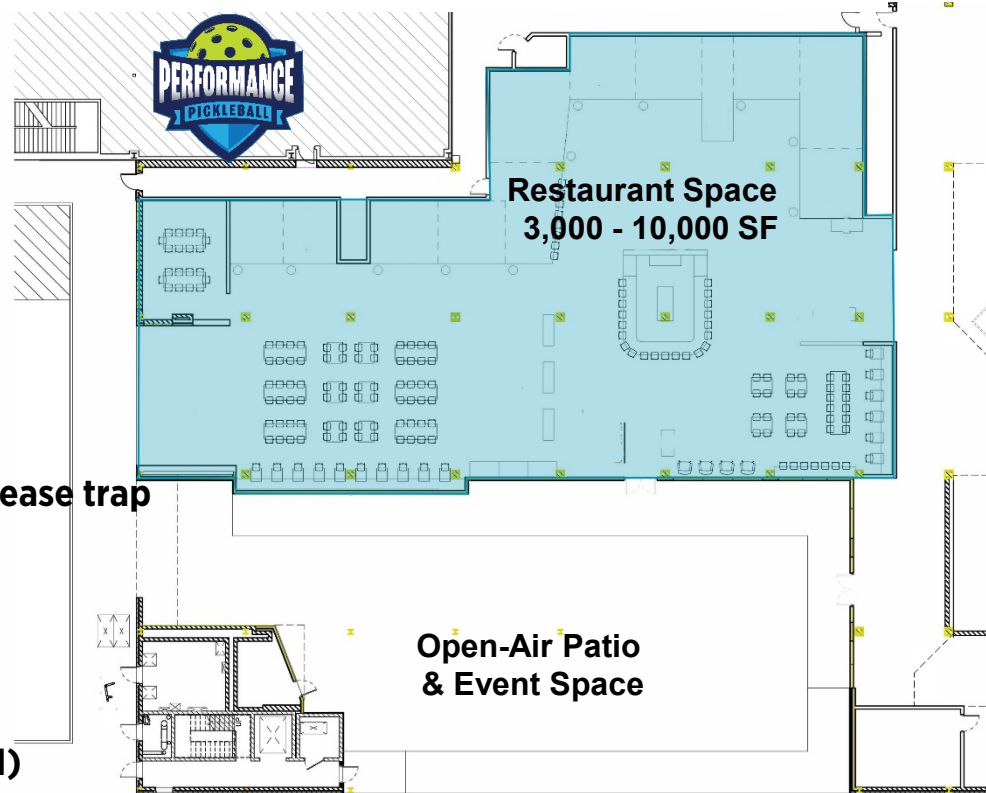 PERFORMANCE
PICKLEBALL
Restaurant Space
3,000 - 10,000 SF
ease trap
Open-Air Patio
& Event Space
)